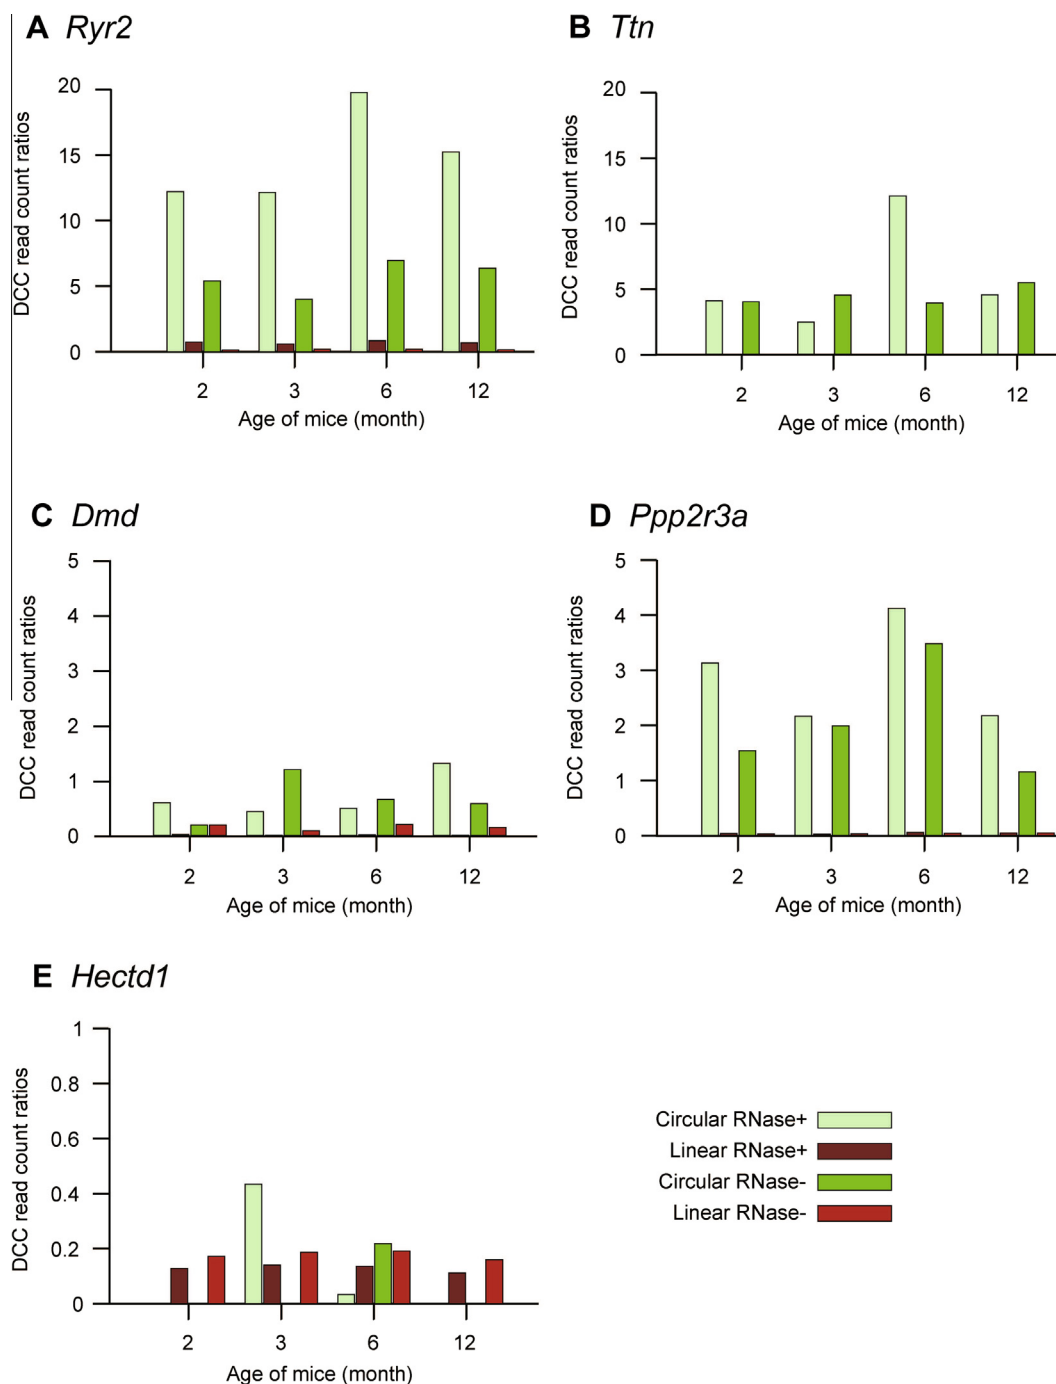 A Ryr2
20
15
10
5
0
DCC read count ratios
2 3 6 12
Age of mice (month)
B Ttn
20
15
10
5
0
DCC read count ratios
2 3 6 12
Age of mice (month)
C Dmd
5
4
3
2
1
0
DCC read count ratios
2 3 6 12
Age of mice (month)
D Ppp2r3a
5
4
3
2
1
0
DCC read count ratios
2 3 6 12
Age of mice (month)
E Hectd1
1
0.8
0.6
0.4
0.2
0
DCC read count ratios
2 3 6 12
Age of mice (month)
Circular RNase+
Linear RNase+
Circular RNase-
Linear RNase-